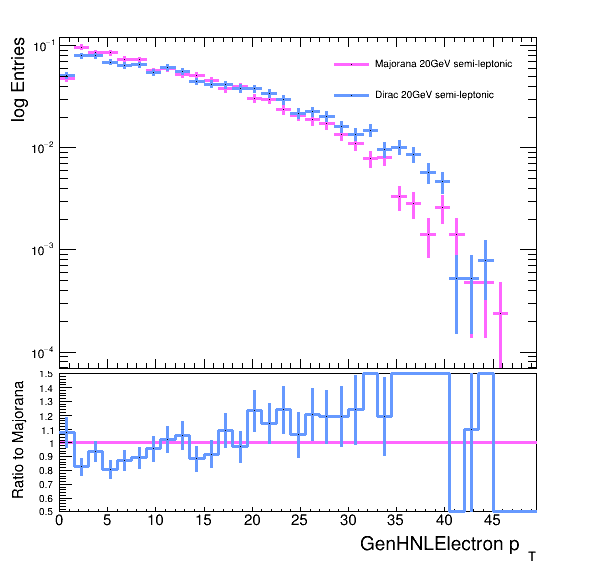 log Entries
10⁻¹
10⁻²
10⁻³
10⁻⁴
Majorana 20GeV semi-leptonic
Dirac 20GeV semi-leptonic
Ratio to Majorana
1.5
1.4
1.3
1.2
1.1
1
0.9
0.8
0.7
0.6
0.5
0 5 10 15 20 25 30 35 40 45
GenHNLElectron p_T